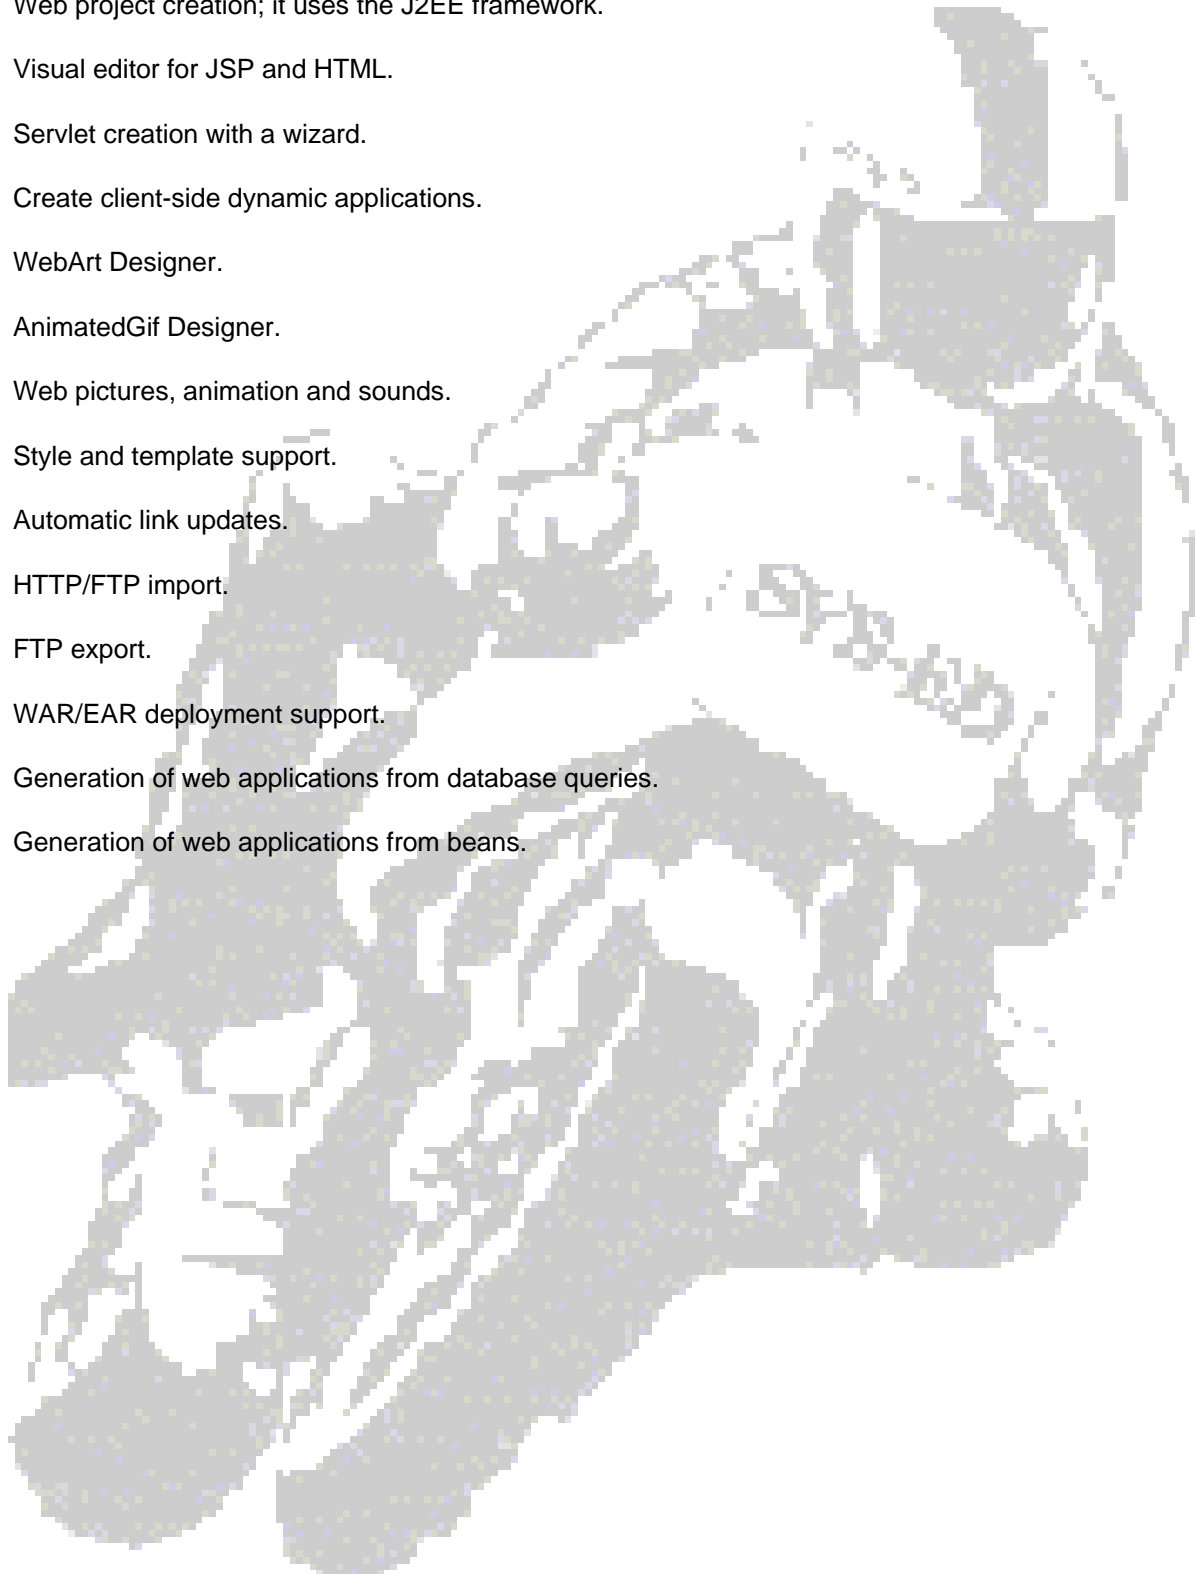 Web project creation; it uses the J2EE framework.
Visual editor for JSP and HTML.
Servlet creation with a wizard.
Create client-side dynamic applications.
WebArt Designer.
AnimatedGif Designer.
Web pictures, animation and sounds.
Style and template support.
Automatic link updates.
HTTP/FTP import.
SYS-ED
FTP export.
WAR/EAR deployment support.
Generation of web applications from database queries.
Generation of web applications from beans.